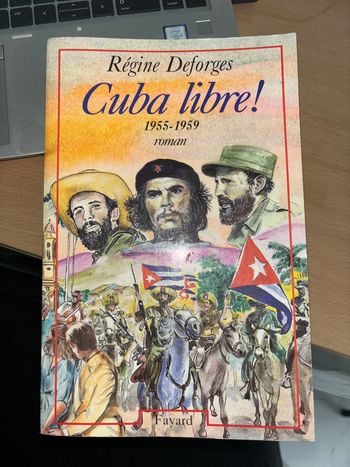 Régine Deforges
Cuba libre!
1955-1959
roman
Fayard